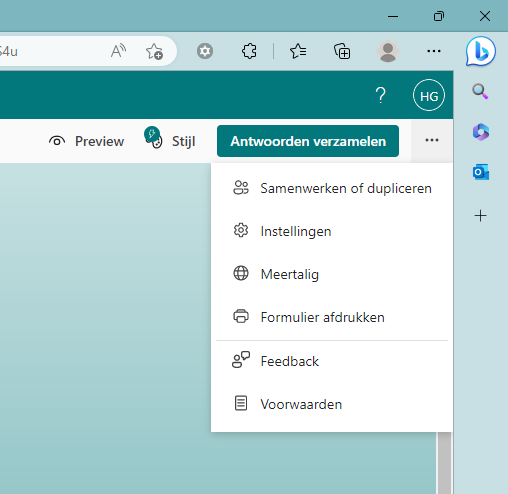 S4u
A
HG
Preview
Stijl
Antwoorden verzamelen
Samenwerken of dupliceren
Instellingen
Meertalig
Formulier afdrukken
Feedback
Voorwaarden